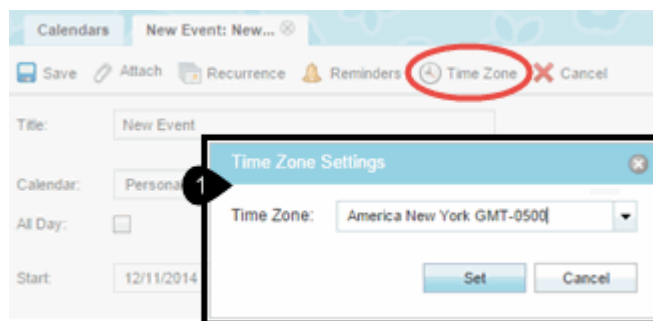 Calendars New Event: New...
Save Attach Recurrence Reminders Time Zone Cancel
Title: New Event
Time Zone Settings
Calendar: Persona
1
Time Zone: America New York GMT-0500
All Day:
Set Cancel
Start: 12/11/2014